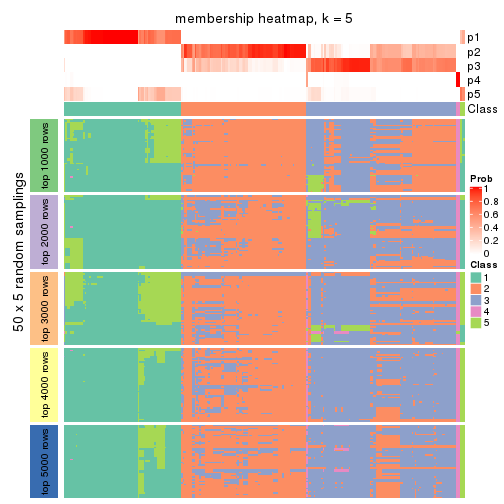 membership heatmap, k = 5
p1
p2
p3
p4
p5
Class
50 x 5 random samplings
top 1000 rows
top 2000 rows
top 3000 rows
top 4000 rows
top 5000 rows
Prob
1
0.8
0.6
0.4
0.2
0
Class
1
2
3
4
5